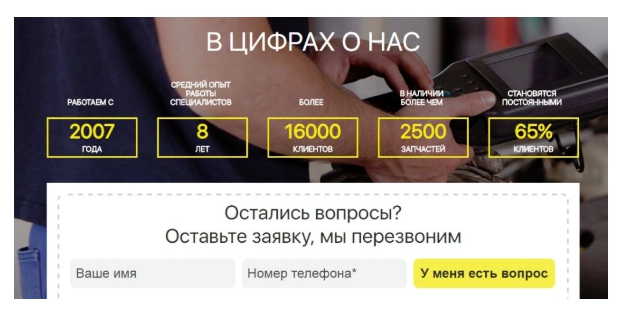 В ЦИФРАХ О НАС
РАБОТАЕМ С
2007
ГОДА
СРЕДНИЙ ОПЫТ
РАБОТЫ
СПЕЦИАЛИСТОВ
8
ЛЕТ
БОЛЕЕ
16000
КЛИЕНТОВ
В НАЛИЧИИ
БОЛЕЕ ЧЕМ
2500
ЗАПЧАСТЕЙ
СТАНОВЯТСЯ
ПОСТОЯННЫМИ
65%
КЛИЕНТОВ
Остались вопросы?
Оставьте заявку, мы перезвоним
Ваше имя
Номер телефона*
У меня есть вопрос